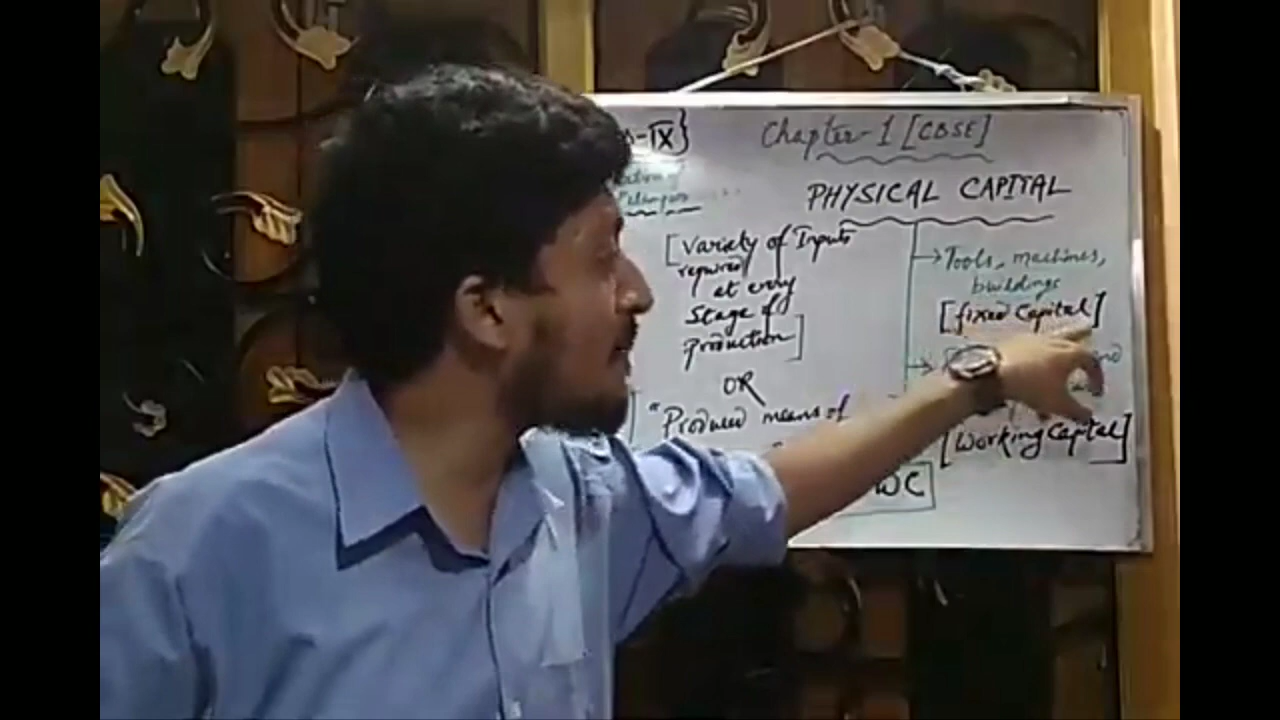 IX}
Chapter-1 [CBSE]
PHYSICAL CAPITAL
[Variety of Inputs
required
at every
Stage of
Production]
OR
"Produced means of
→ Tools, machines,
buildings
[fixed Capital]
[Working Capital]
WC